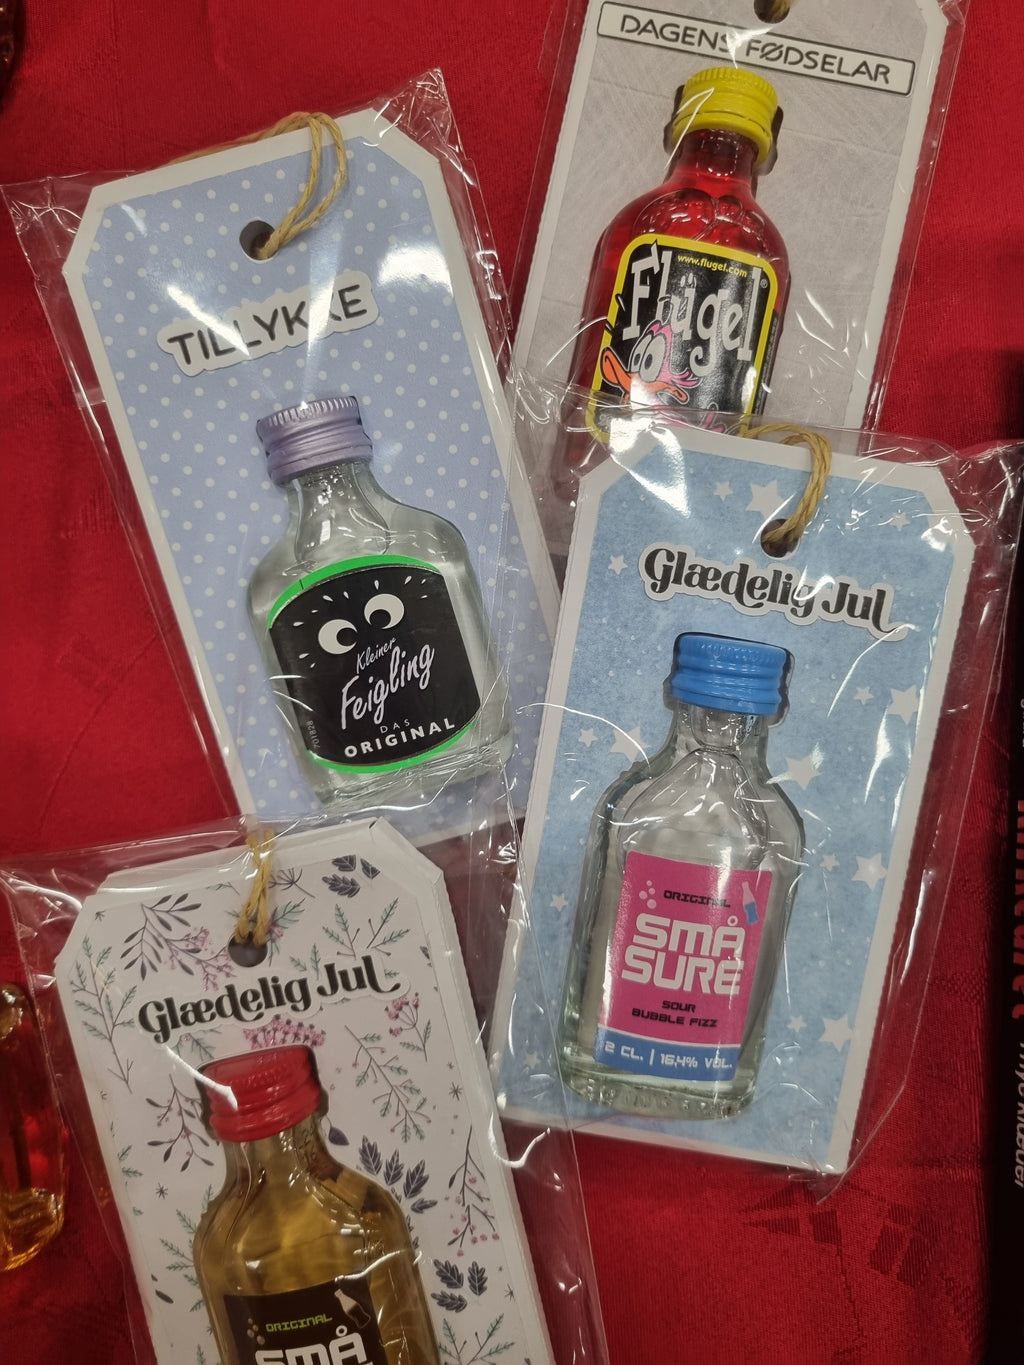 DAGENS FØDSELAR
www.flugel.com
Flügel
®
TILLYKKE
Kleiner
Feigling
DAS
ORIGINAL
Glædelig Jul
ORIGINAL
SMÅ
SURE
SOUR
BUBBLE FIZZ
2 CL. | 16,4% VOL.
Glædelig Jul
ORIGINAL
SMÅ